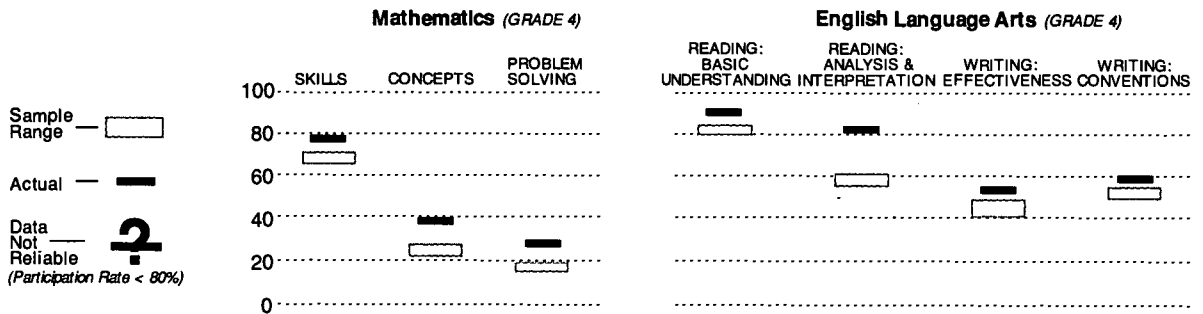 Mathematics (GRADE 4)
SKILLS
CONCEPTS
PROBLEM
SOLVING
English Language Arts (GRADE 4)
READING:
BASIC
UNDERSTANDING
READING:
ANALYSIS &
INTERPRETATION
WRITING:
EFFECTIVENESS
WRITING:
CONVENTIONS
100
80
60
40
20
0
Sample
Range
Actual
Data
Not
Reliable
?
(Participation Rate < 80%)